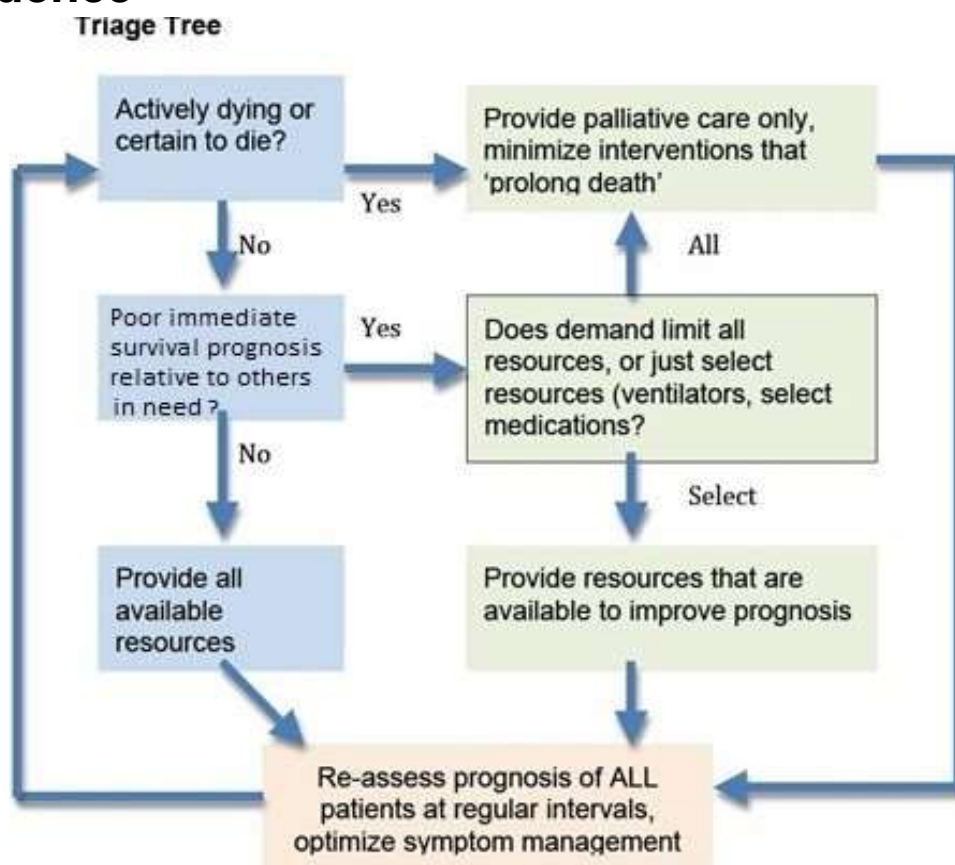 Triage Tree
Actively dying or
certain to die?
Yes
No
Provide palliative care only,
minimize interventions that
'prolong death'
All
Poor immediate
survival prognosis
relative to others
in need?
Yes
No
Does demand limit all
resources, or just select
resources (ventilators, select
medications?
Select
Provide all
available
resources
Provide resources that are
available to improve prognosis
Re-assess prognosis of ALL
patients at regular intervals,
optimize symptom management